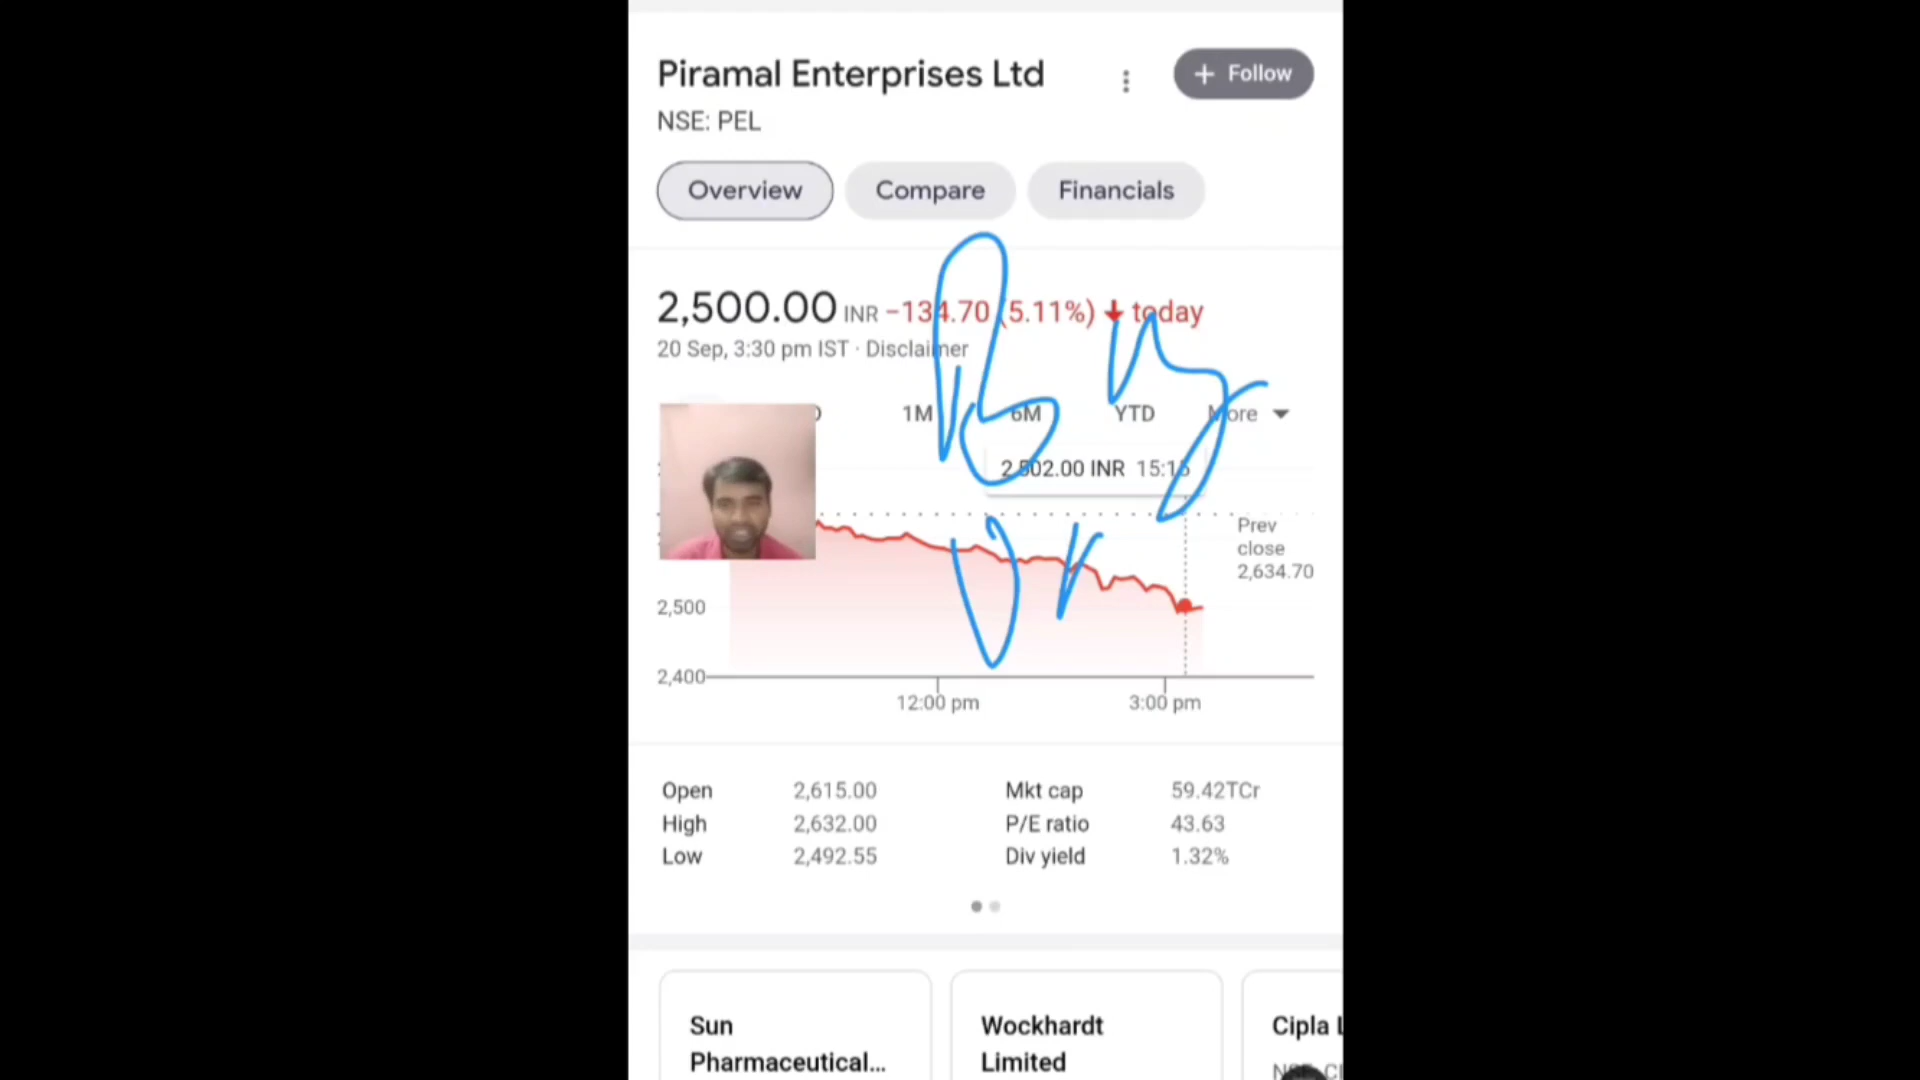 Piramal Enterprises Ltd
+ Follow
NSE: PEL
Overview Compare Financials
2,500.00 INR −134.70 (5.11%) ↓ today
20 Sep, 3:30 pm IST · Disclaimer
1M 6M YTD More
2,502.00 INR 15:15
Prev
close
2,634.70
2,500
2,400
12:00 pm 3:00 pm
Open 2,615.00 Mkt cap 59.42TCr
High 2,632.00 P/E ratio 43.63
Low 2,492.55 Div yield 1.32%
Sun
Pharmaceutical...
Wockhardt
Limited
Cipla L